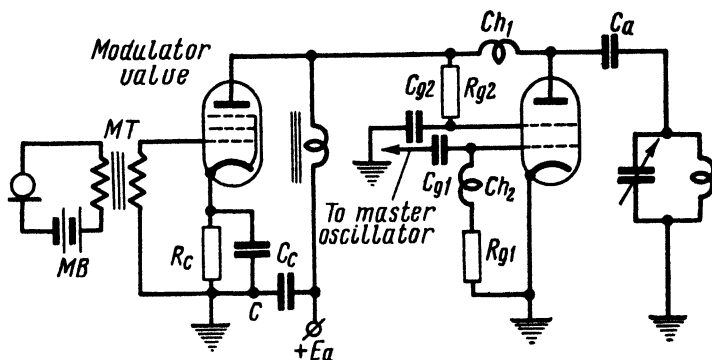 Modulator
valve
MT
MB
Rc
Cc
C
+Ea
Ch1
Ca
Cg2
Rg2
Cg1
Ch2
To master
oscillator
Rg1